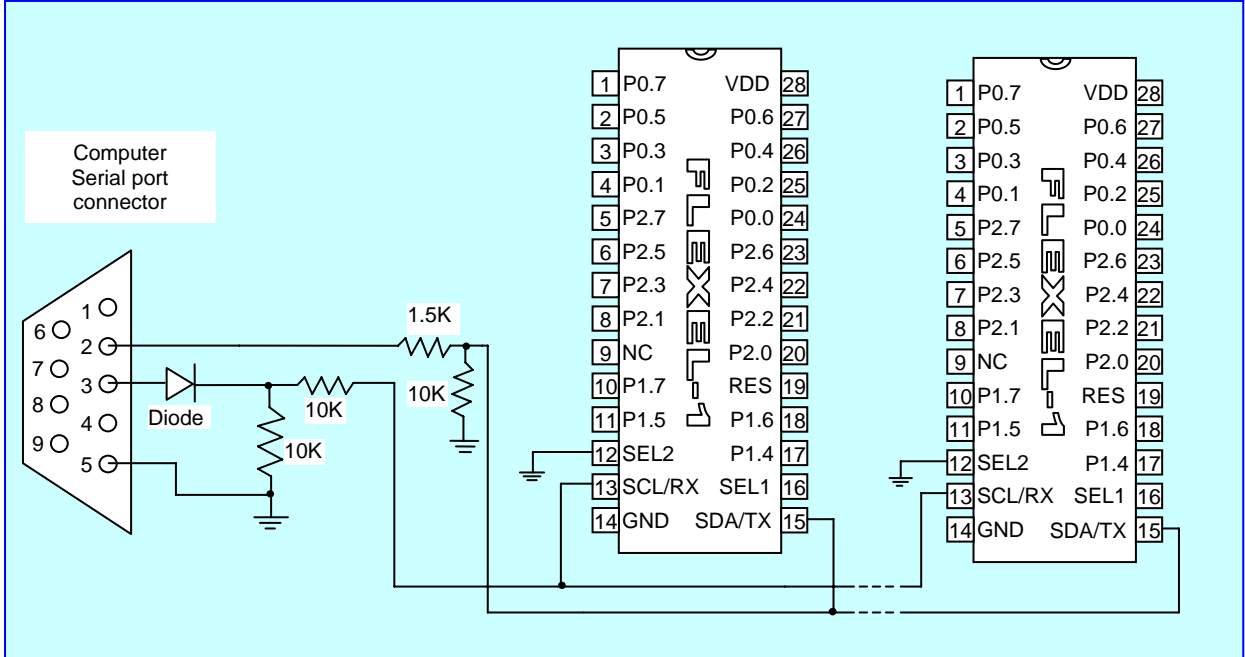 Computer
Serial port
connector
1
6
2
7
3
8
4
9
5
Diode
10K
10K
1.5K
10K
1 P0.7 VDD 28
2 P0.5 P0.6 27
3 P0.3 P0.4 26
4 P0.1 P0.2 25
5 P2.7 P0.0 24
6 P2.5 P2.6 23
7 P2.3 P2.4 22
8 P2.1 P2.2 21
9 NC P2.0 20
10 P1.7 RES 19
11 P1.5 P1.6 18
12 SEL2 P1.4 17
13 SCL/RX SEL1 16
14 GND SDA/TX 15
FLEXEL-1
1 P0.7 VDD 28
2 P0.5 P0.6 27
3 P0.3 P0.4 26
4 P0.1 P0.2 25
5 P2.7 P0.0 24
6 P2.5 P2.6 23
7 P2.3 P2.4 22
8 P2.1 P2.2 21
9 NC P2.0 20
10 P1.7 RES 19
11 P1.5 P1.6 18
12 SEL2 P1.4 17
13 SCL/RX SEL1 16
14 GND SDA/TX 15
FLEXEL-1